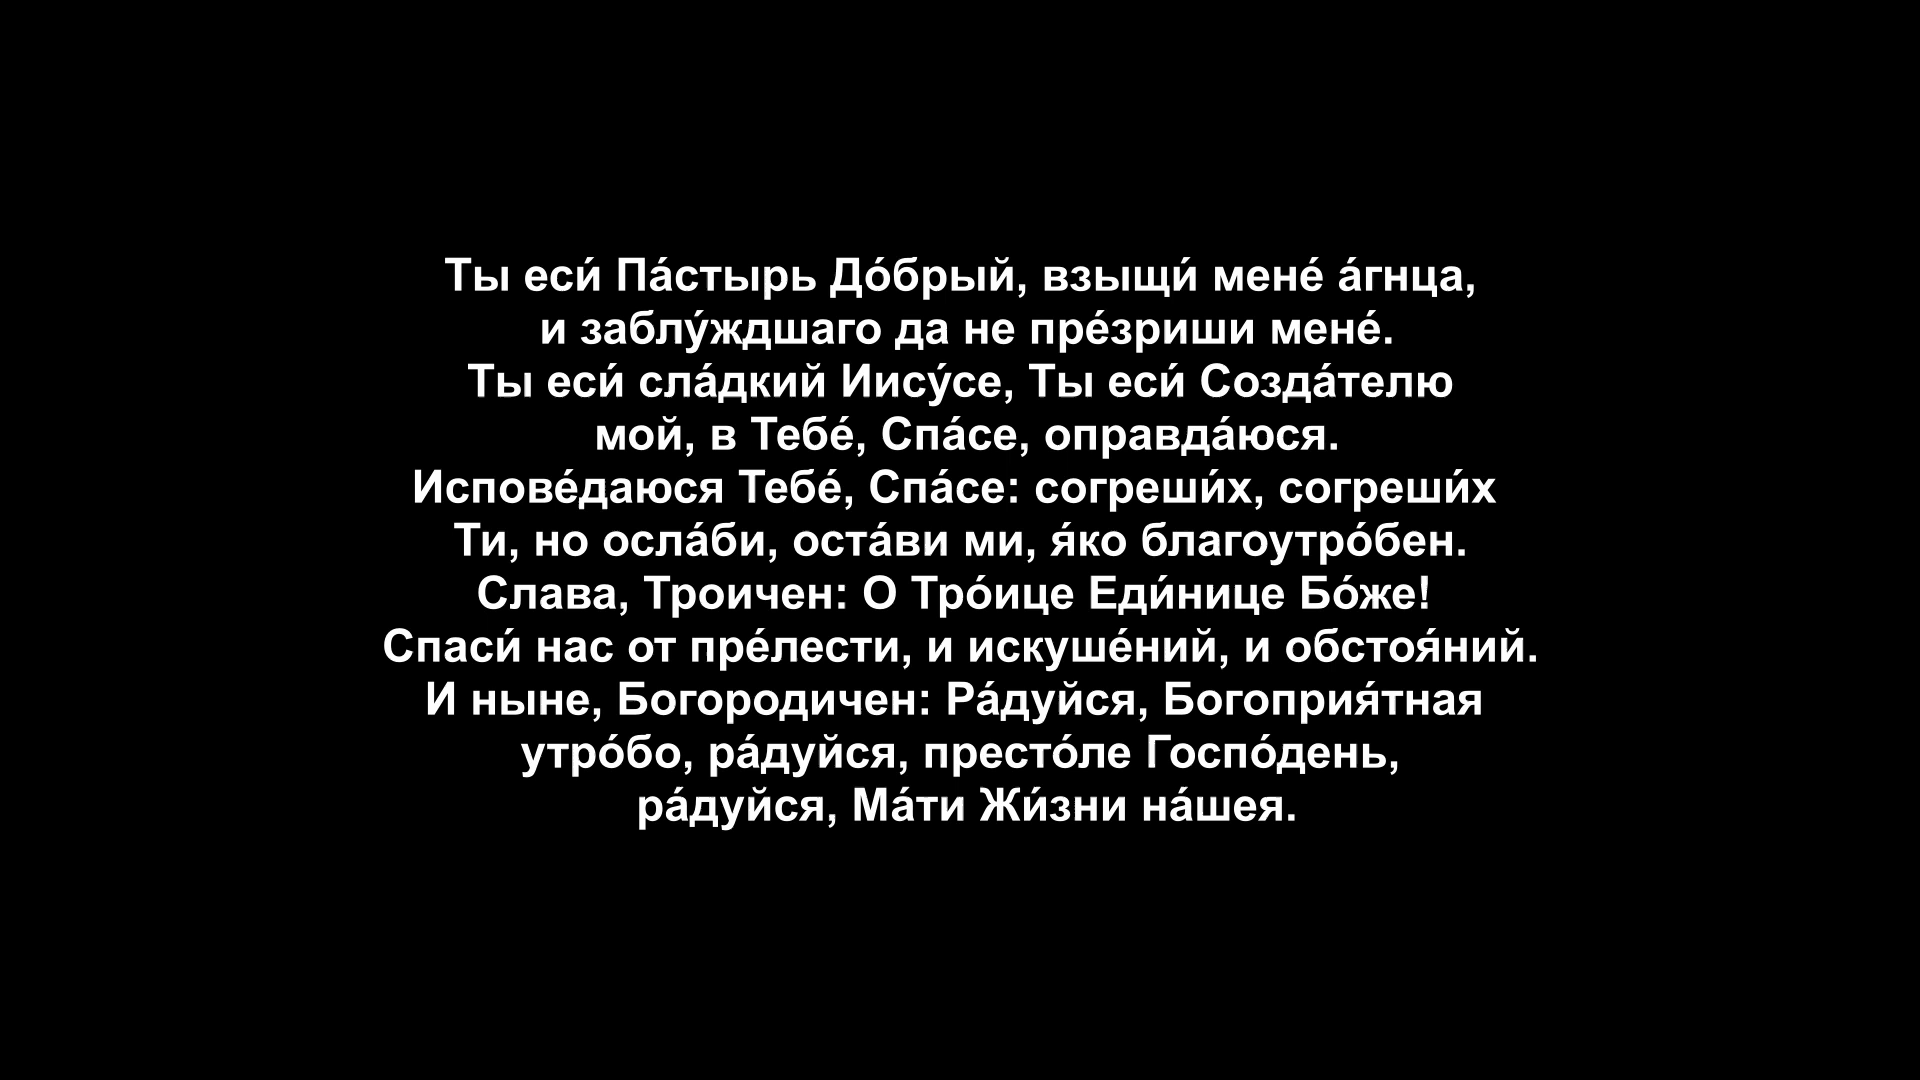 Ты еси́ Па́стырь До́брый, взыщи́ мене́ а́гнца,
и заблу́ждшаго да не пре́зриши мене́.
Ты еси́ сла́дкий Иису́се, Ты еси́ Созда́телю
мой, в Тебе́, Спа́се, оправда́юся.
Испове́даюся Тебе́, Спа́се: согреши́х, согреши́х
Ти, но осла́би, оста́ви ми, я́ко благоутро́бен.
Слава, Троичен: О Тро́ице Еди́нице Бо́же!
Спаси́ нас от пре́лести, и искуше́ний, и обстоя́ний.
И ныне, Богородичен: Ра́дуйся, Богоприя́тная
утро́бо, ра́дуйся, престо́ле Госпо́день,
ра́дуйся, Ма́ти Жи́зни на́шея.